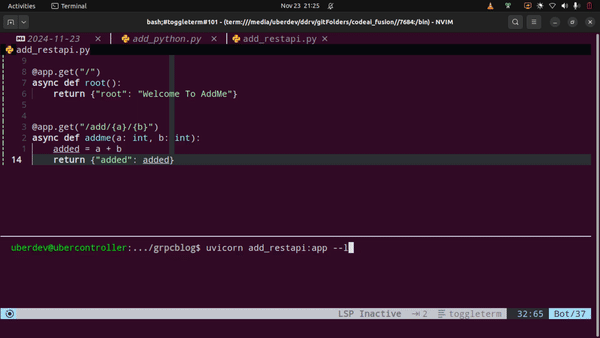 Activities Terminal Nov 23 21:25
bash;#toggleterm#101 - (term:///media/uberdev/ddrv/gitFolders/codeal_fusion//7684:/bin) - NVIM
2024-11-23 × add_python.py × add_restapi.py ×
add_restapi.py
9
8 @app.get("/")
7 async def root():
6 return {"root": "Welcome To AddMe"}
5
4
3 @app.get("/add/{a}/{b}")
2 async def addme(a: int, b: int):
1 added = a + b
14 return {"added": added}
uberdev@ubercontroller:.../grpcblog$ uvicorn add_restapi:app --l
LSP Inactive 2 toggleterm 32:65 Bot/37